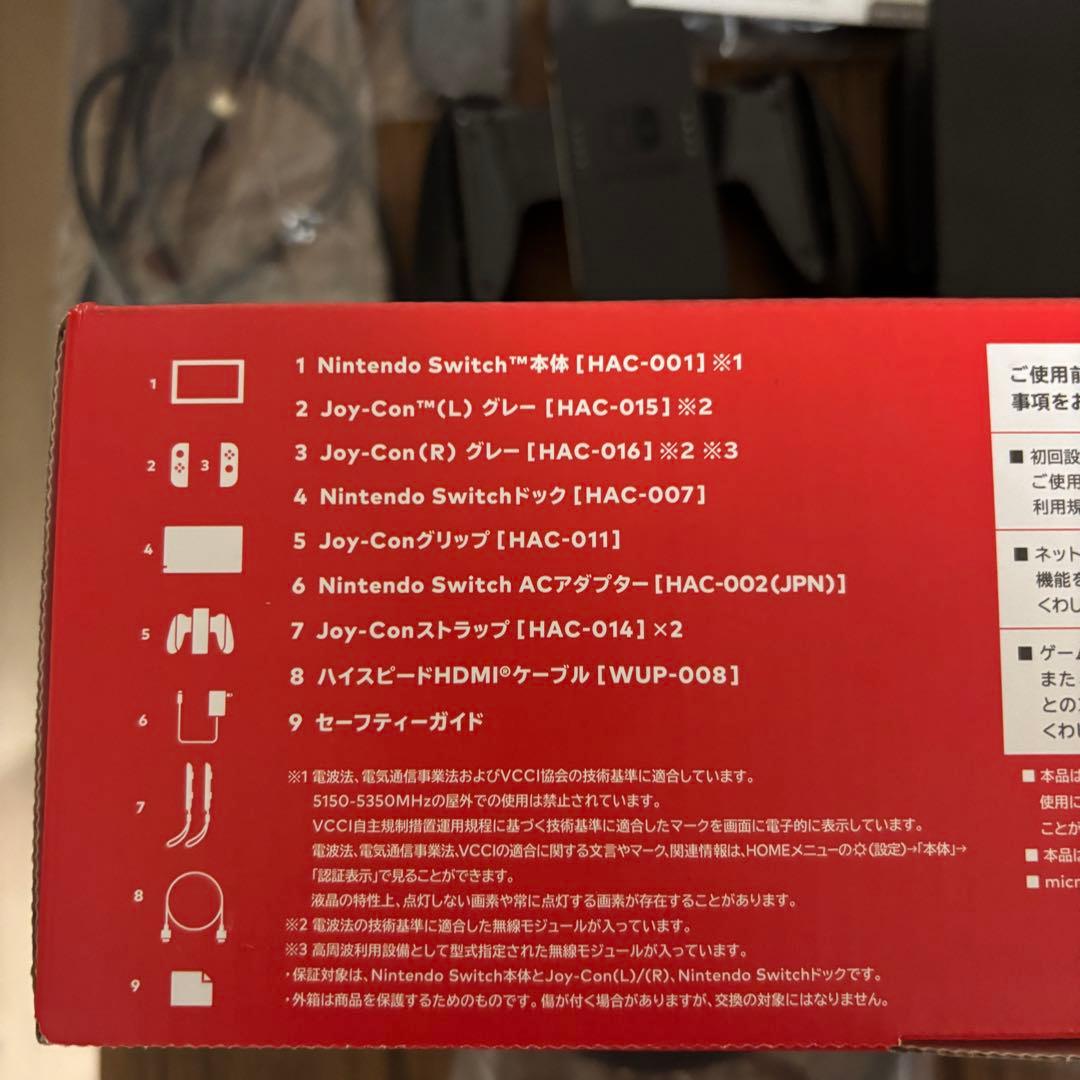 1 Nintendo Switch™本体[HAC-001]※1
2 Joy-Con™(L) グレー[HAC-015]※2
3 Joy-Con(R) グレー[HAC-016]※2 ※3
4 Nintendo Switchドック[HAC-007]
5 Joy-Conグリップ[HAC-011]
6 Nintendo Switch ACアダプター[HAC-002(JPN)]
7 Joy-Conストラップ[HAC-014]×2
8 ハイスピードHDMI®ケーブル[WUP-008]
9 セーフティーガイド
1
2 3
4
5
6
7
8
9
※1 電波法、電気通信事業法およびVCCI協会の技術基準に適合しています。
5150-5350MHzの屋外での使用は禁止されています。
VCCI自主規制措置運用規程に基づく技術基準に適合したマークを画面に電子的に表示しています。
電波法、電気通信事業法、VCCIの適合に関する文言やマーク、関連情報は、HOMEメニューの(設定)→「本体」→
「認証表示」で見ることができます。
液晶の特性上、点灯しない画素や常に点灯する画素が存在することがあります。
※2 電波法の技術基準に適合した無線モジュールが入っています。
※3 高周波利用設備として型式指定された無線モジュールが入っています。
・保証対象は、Nintendo Switch本体とJoy-Con(L)/(R)、Nintendo Switchドックです。
・外箱は商品を保護するためのものです。傷が付く場合がありますが、交換の対象にはなりません。
ご使用前
事項をお
■ 初回設
ご使用
利用規
■ ネット
機能を
くわし
■ ゲーム
また
との
くわし
■ 本品は
使用に
ことが
■ 本品は
■ micr